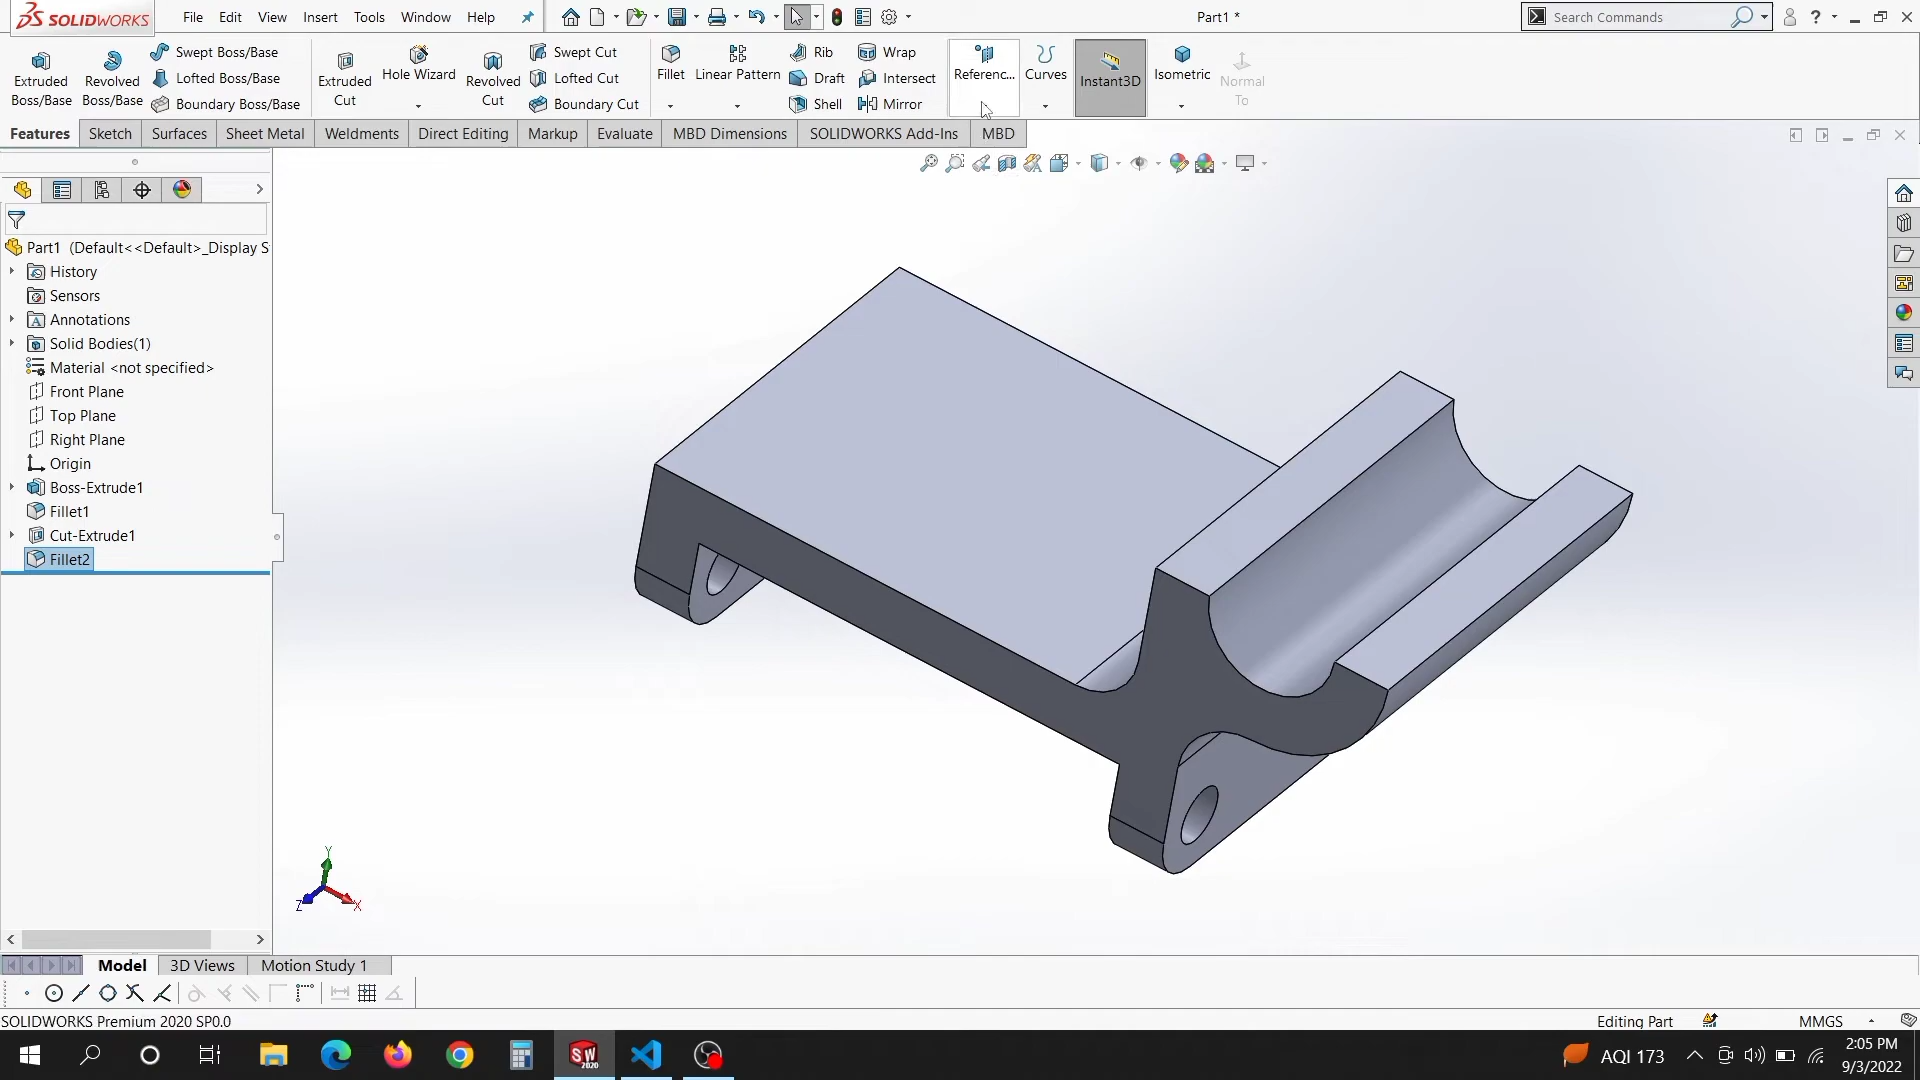 SOLIDWORKS File Edit View Insert Tools Window Help Part1 * Search Commands ?
Extruded Boss/Base
Revolved Boss/Base
Swept Boss/Base
Lofted Boss/Base
Boundary Boss/Base
Extruded Cut
Hole Wizard
Revolved Cut
Swept Cut
Lofted Cut
Boundary Cut
Fillet
Linear Pattern
Rib
Draft
Shell
Wrap
Intersect
Mirror
Referenc...
Curves
Instant3D
Isometric
Normal To
Features Sketch Surfaces Sheet Metal Weldments Direct Editing Markup Evaluate MBD Dimensions SOLIDWORKS Add-Ins MBD
Part1 (Default<<Default>_Display S
History
Sensors
Annotations
Solid Bodies(1)
Material <not specified>
Front Plane
Top Plane
Right Plane
Origin
Boss-Extrude1
Fillet1
Cut-Extrude1
Fillet2
Y
Z
X
Model 3D Views Motion Study 1
SOLIDWORKS Premium 2020 SP0.0 Editing Part MMGS
SW 2020
AQI 173
2:05 PM
9/3/2022